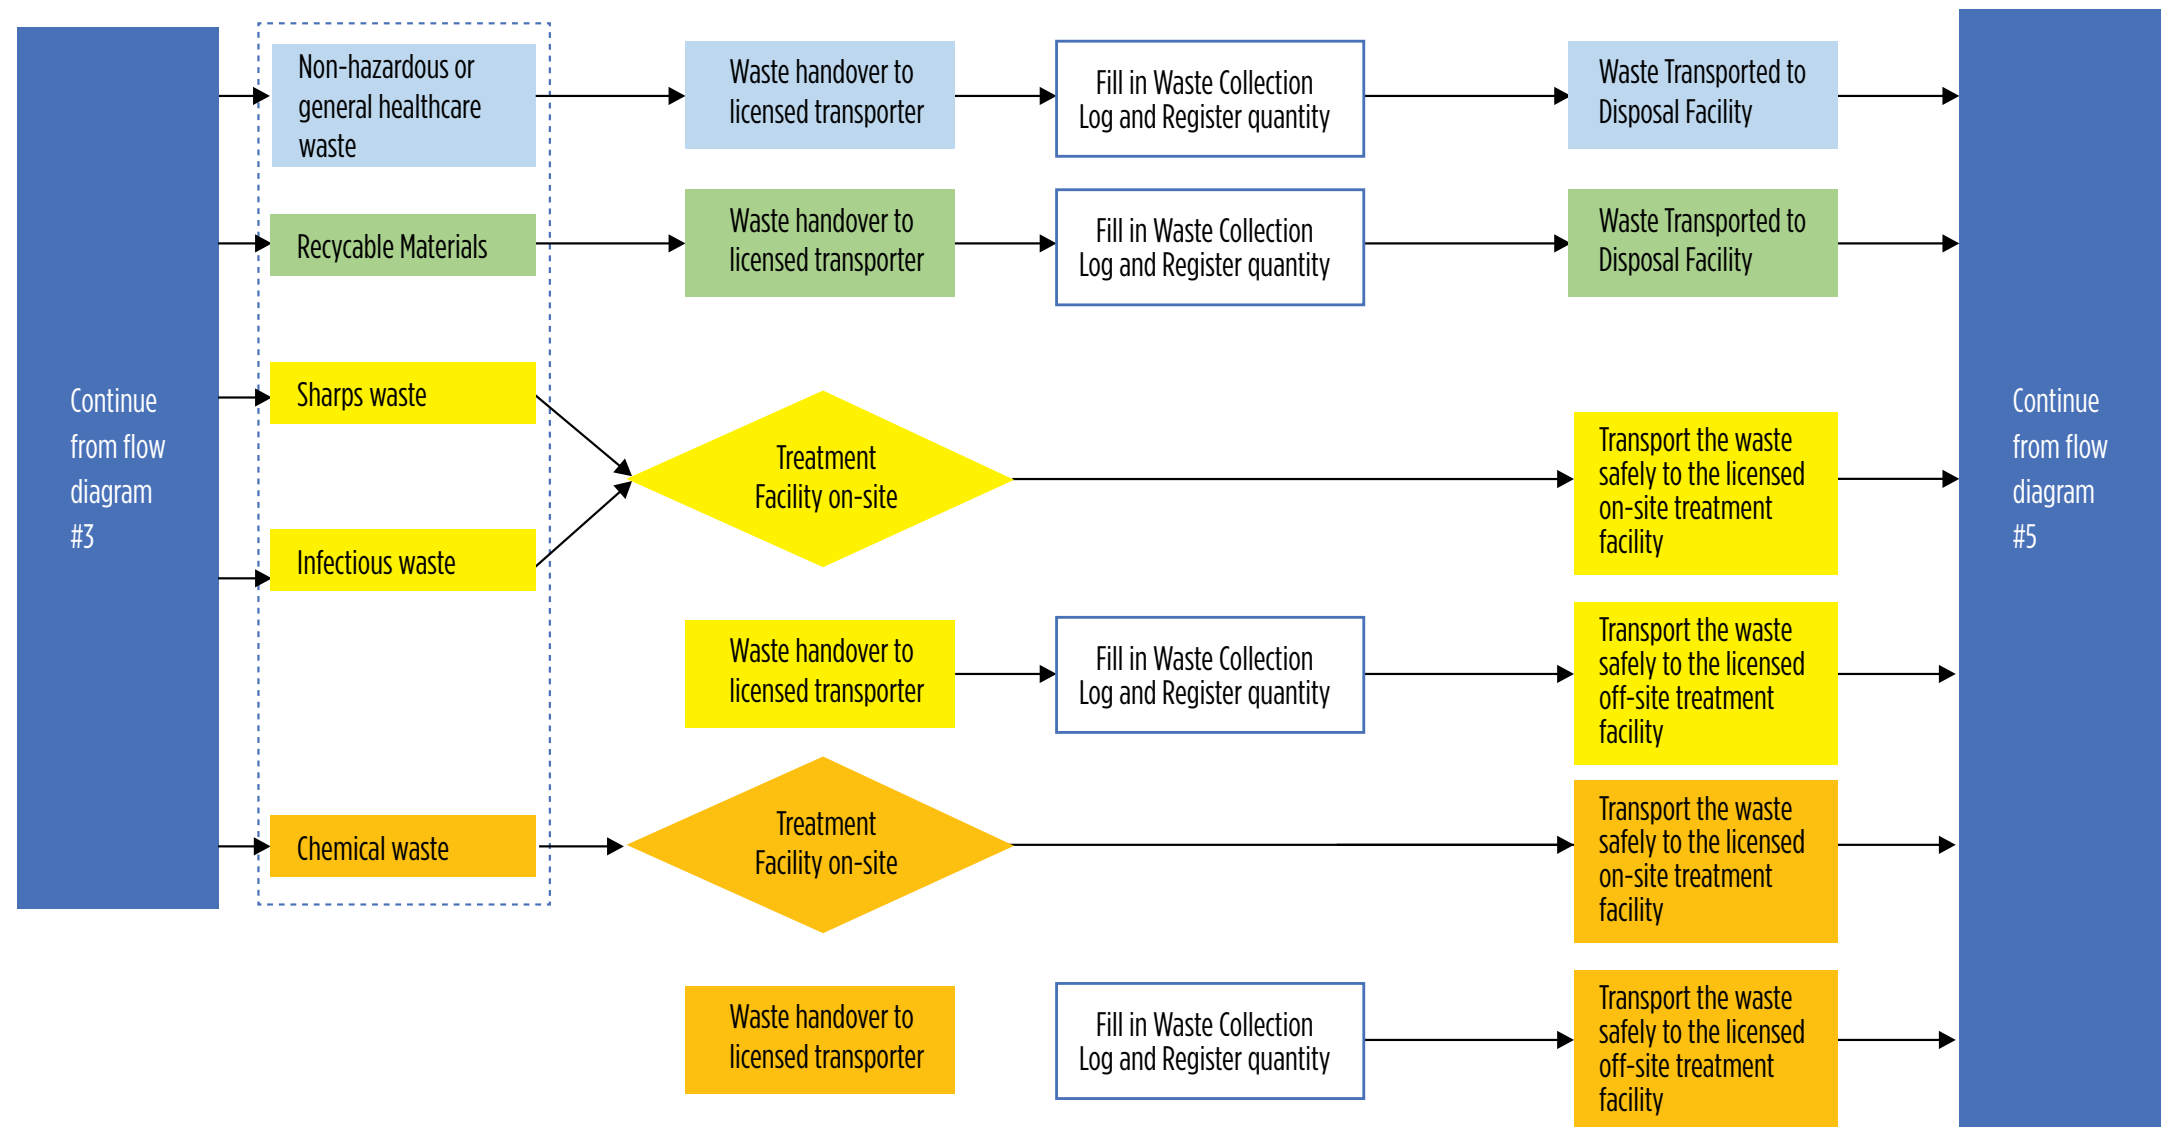 Continue
from flow
diagram
#3
Non-hazardous or
general healthcare
waste
Waste handover to
licensed transporter
Fill in Waste Collection
Log and Register quantity
Waste Transported to
Disposal Facility
Recycable Materials
Waste handover to
licensed transporter
Fill in Waste Collection
Log and Register quantity
Waste Transported to
Disposal Facility
Sharps waste
Infectious waste
Treatment
Facility on-site
Transport the waste
safely to the licensed
on-site treatment
facility
Waste handover to
licensed transporter
Fill in Waste Collection
Log and Register quantity
Transport the waste
safely to the licensed
off-site treatment
facility
Chemical waste
Treatment
Facility on-site
Transport the waste
safely to the licensed
on-site treatment
facility
Waste handover to
licensed transporter
Fill in Waste Collection
Log and Register quantity
Transport the waste
safely to the licensed
off-site treatment
facility
Continue
from flow
diagram
#5